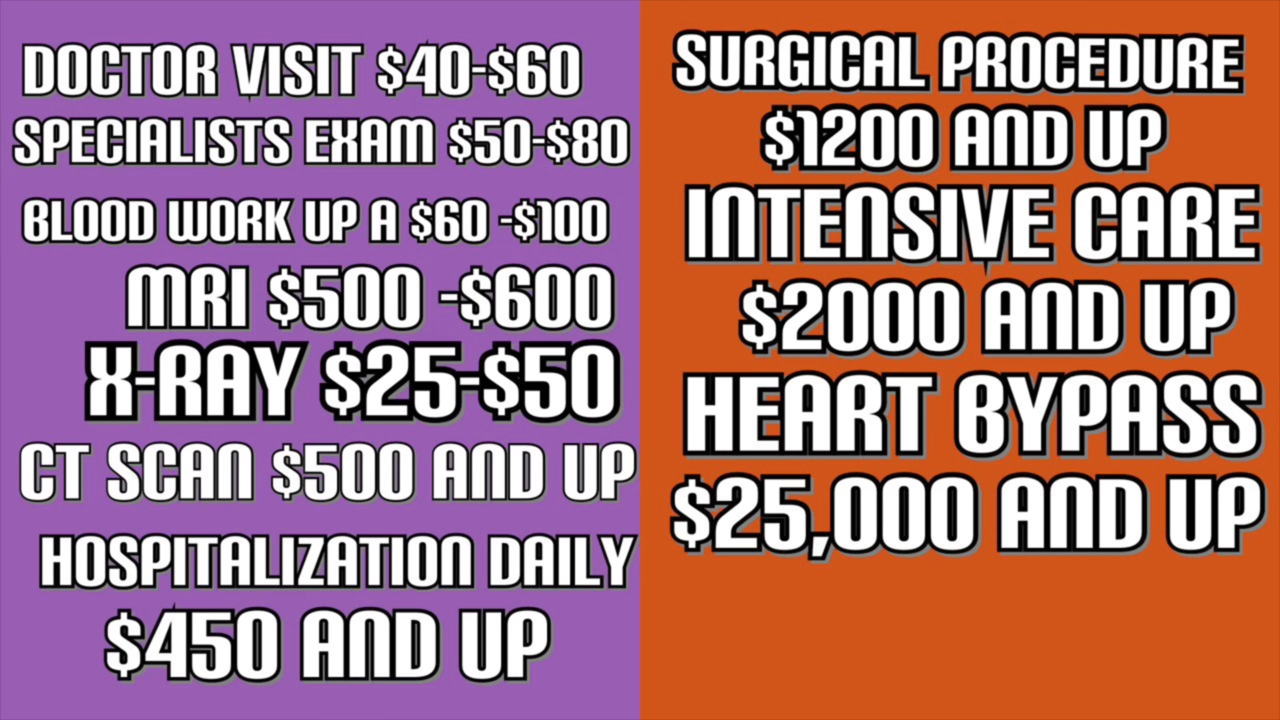 DOCTOR VISIT $40-$60
SPECIALISTS EXAM $50-$80
BLOOD WORK UP A $60 -$100
MRI $500 -$600
X-RAY $25-$50
CT SCAN $500 AND UP
HOSPITALIZATION DAILY
$450 AND UP
SURGICAL PROCEDURE
$1200 AND UP
INTENSIVE CARE
$2000 AND UP
HEART BYPASS
$25,000 AND UP